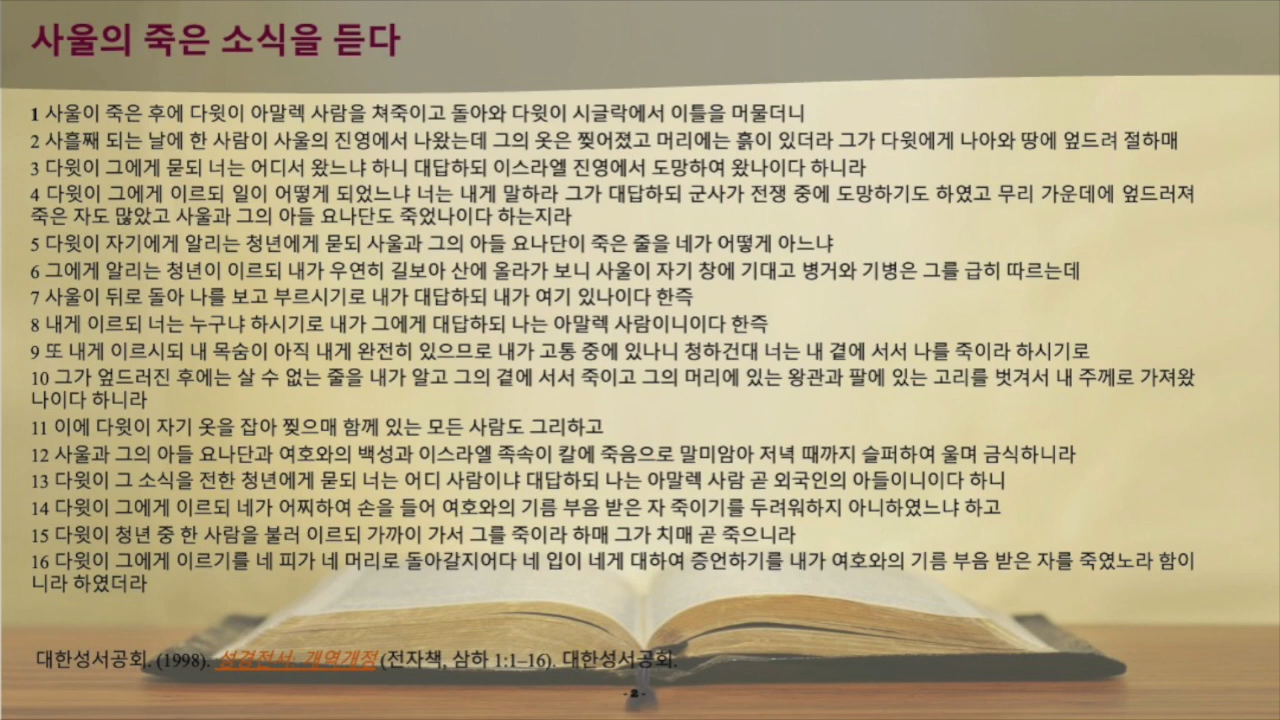 사울의 죽은 소식을 듣다
1 사울이 죽은 후에 다윗이 아말렉 사람을 쳐죽이고 돌아와 다윗이 시글락에서 이틀을 머물더니
2 사흘째 되는 날에 한 사람이 사울의 진영에서 나왔는데 그의 옷은 찢어졌고 머리에는 흙이 있더라 그가 다윗에게 나아와 땅에 엎드려 절하매
3 다윗이 그에게 묻되 너는 어디서 왔느냐 하니 대답하되 이스라엘 진영에서 도망하여 왔나이다 하니라
4 다윗이 그에게 이르되 일이 어떻게 되었느냐 너는 내게 말하라 그가 대답하되 군사가 전쟁 중에 도망하기도 하였고 무리 가운데에 엎드러져
죽은 자도 많았고 사울과 그의 아들 요나단도 죽었나이다 하는지라
5 다윗이 자기에게 알리는 청년에게 묻되 사울과 그의 아들 요나단이 죽은 줄을 네가 어떻게 아느냐
6 그에게 알리는 청년이 이르되 내가 우연히 길보아 산에 올라가 보니 사울이 자기 창에 기대고 병거와 기병은 그를 급히 따르는데
7 사울이 뒤로 돌아 나를 보고 부르시기로 내가 대답하되 내가 여기 있나이다 한즉
8 내게 이르되 너는 누구냐 하시기로 내가 그에게 대답하되 나는 아말렉 사람이니이다 한즉
9 또 내게 이르시되 내 목숨이 아직 내게 완전히 있으므로 내가 고통 중에 있나니 청하건대 너는 내 곁에 서서 나를 죽이라 하시기로
10 그가 엎드러진 후에는 살 수 없는 줄을 내가 알고 그의 곁에 서서 죽이고 그의 머리에 있는 왕관과 팔에 있는 고리를 벗겨서 내 주께로 가져왔
나이다 하니라
11 이에 다윗이 자기 옷을 잡아 찢으매 함께 있는 모든 사람도 그리하고
12 사울과 그의 아들 요나단과 여호와의 백성과 이스라엘 족속이 칼에 죽음으로 말미암아 저녁 때까지 슬퍼하여 울며 금식하니라
13 다윗이 그 소식을 전한 청년에게 묻되 너는 어디 사람이냐 대답하되 나는 아말렉 사람 곧 외국인의 아들이니이다 하니
14 다윗이 그에게 이르되 네가 어찌하여 손을 들어 여호와의 기름 부음 받은 자 죽이기를 두려워하지 아니하였느냐 하고
15 다윗이 청년 중 한 사람을 불러 이르되 가까이 가서 그를 죽이라 하매 그가 치매 곧 죽으니라
16 다윗이 그에게 이르기를 네 피가 네 머리로 돌아갈지어다 네 입이 네게 대하여 증언하기를 내가 여호와의 기름 부음 받은 자를 죽였노라 함이
니라 하였더라
대한성서공회. (1998). 성경전서: 개역개정 (전자책, 삼하 1:1–16). 대한성서공회.
- 2 -